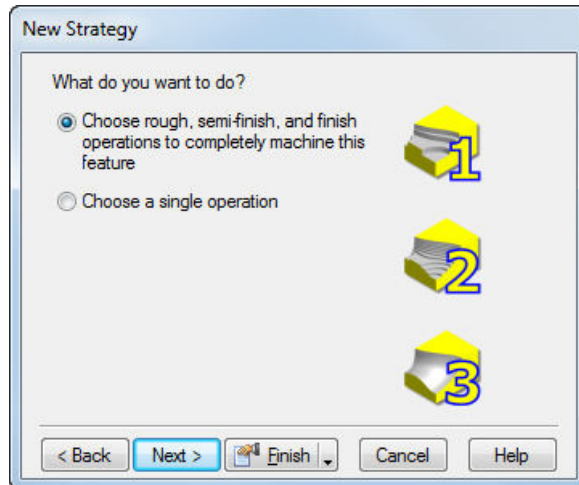 New Strategy
What do you want to do?
Choose rough, semi-finish, and finish
operations to completely machine this
feature
Choose a single operation
1
2
3
< Back
Next >
Finish
Cancel
Help